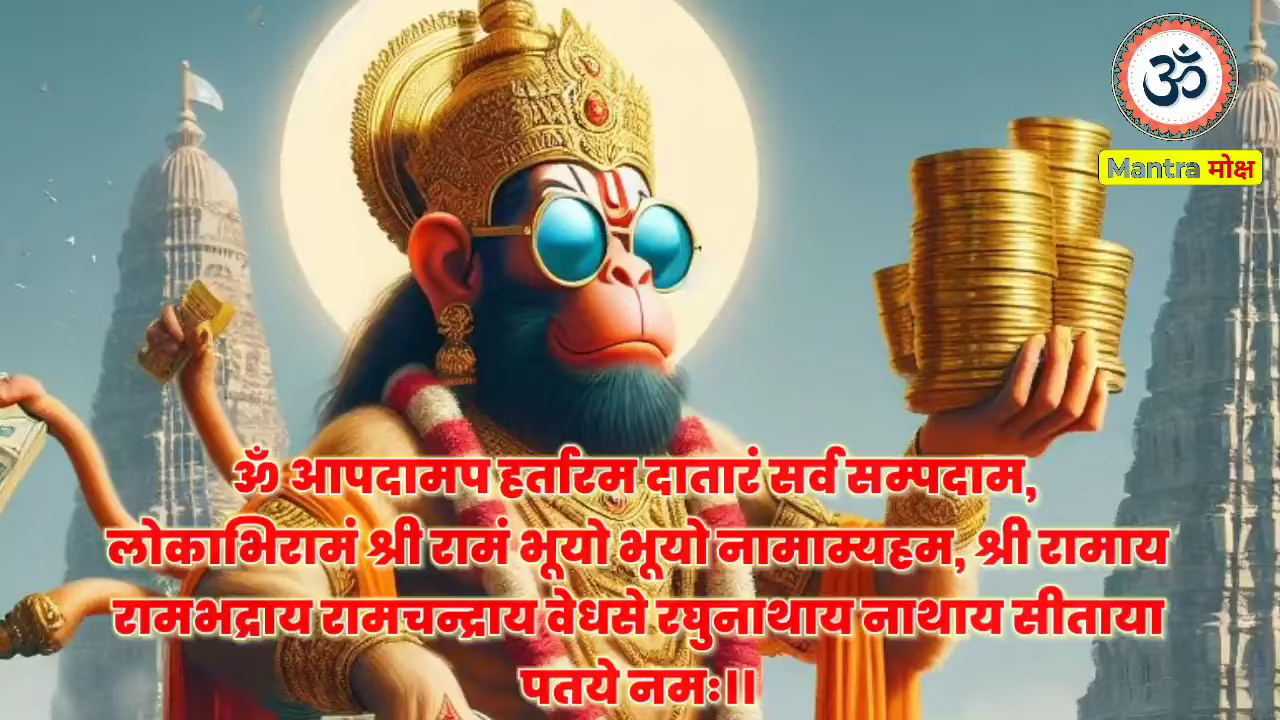 ॐ
Mantra मोक्ष
ॐ आपदामप हर्तारम दातारं सर्व सम्पदाम,
लोकाभिरामं श्री रामं भूयो भूयो नामाम्यहम, श्री रामाय
रामभद्राय रामचन्द्राय वेधसे रघुनाथाय नाथाय सीताया
पतये नमः॥